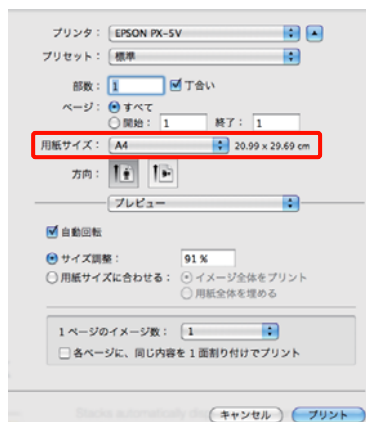 プリンタ： EPSON PX-5V
プリセット： 標準
部数： 1 丁合い
ページ： すべて
開始： 1 終了： 1
用紙サイズ： A4 20.99 x 29.69 cm
方向：
プレビュー
自動回転
サイズ調整： 91 %
用紙サイズに合わせる： イメージ全体をプリント
用紙全体を埋める
1 ページのイメージ数： 1
各ページに、同じ内容を 1 面割り付けでプリント
キャンセル プリント